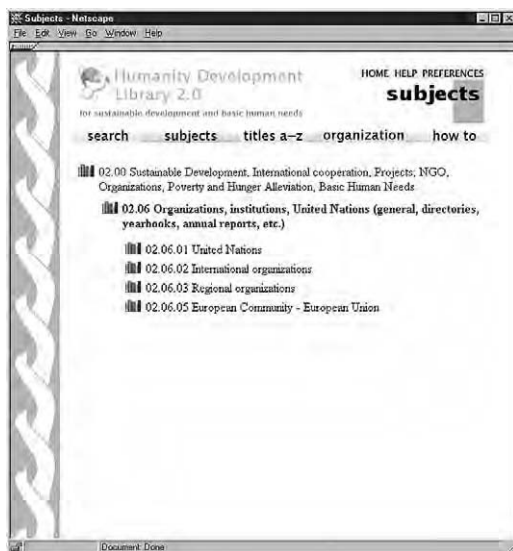 Subjects - Netscape
File Edit View Go Window Help
Humanity Development
Library 2.0
for sustainable development and basic human needs
HOME HELP PREFERENCES
subjects
search subjects titles a–z organization how to
02.00 Sustainable Development, International cooperation, Projects; NGO,
Organizations, Poverty and Hunger Alleviation, Basic Human Needs
02.06 Organizations, institutions, United Nations (general, directories,
yearbooks, annual reports, etc.)
02.06.01 United Nations
02.06.02 International organizations
02.06.03 Regional organizations
02.06.05 European Community - European Union
Document: Done